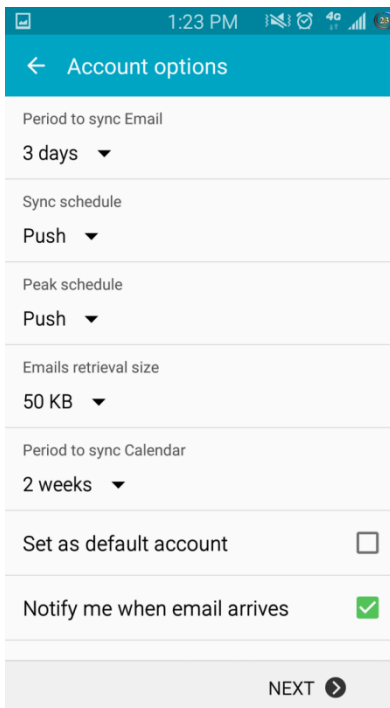 1:23 PM 4G
Account options
Period to sync Email
3 days
Sync schedule
Push
Peak schedule
Push
Emails retrieval size
50 KB
Period to sync Calendar
2 weeks
Set as default account
Notify me when email arrives
NEXT